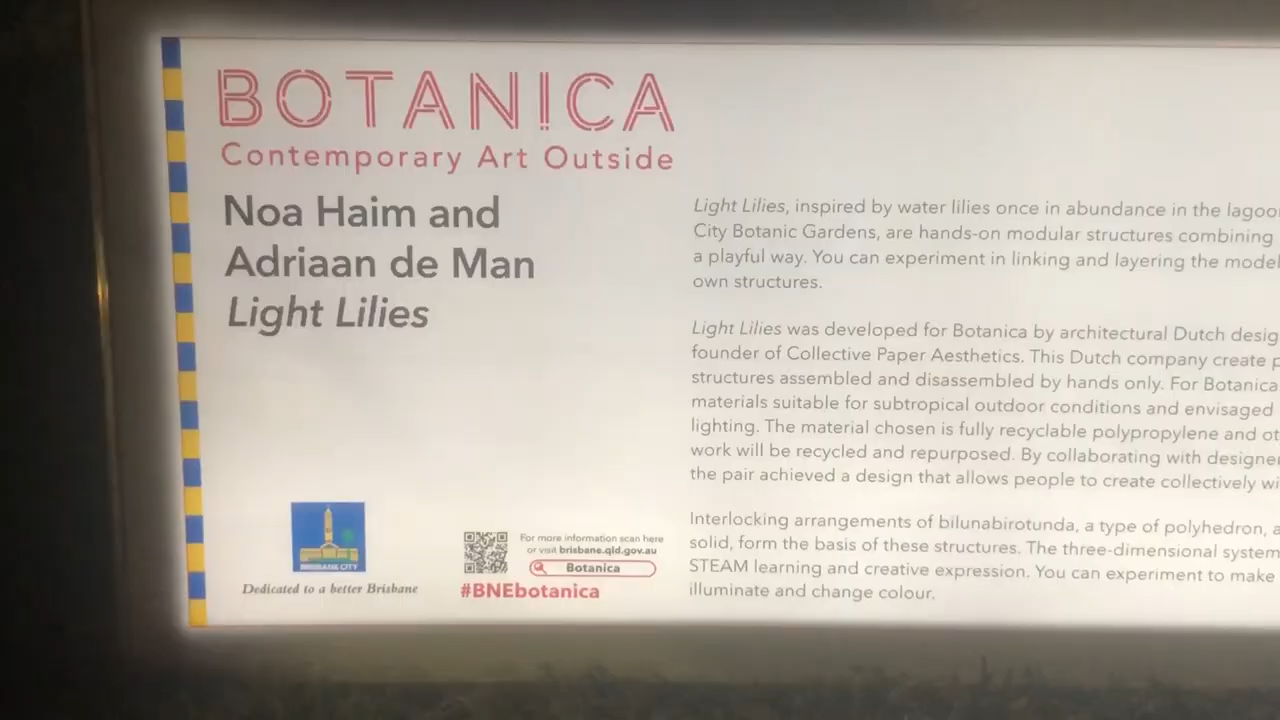 BOTANICA
Contemporary Art Outside
Noa Haim and
Adriaan de Man
Light Lilies
Light Lilies, inspired by water lilies once in abundance in the
City Botanic Gardens, are hands-on modular structures combining
a playful way. You can experiment in linking and layering the
own structures.
Light Lilies was developed for Botanica by architectural Dutch
founder of Collective Paper Aesthetics. This Dutch company create
structures assembled and disassembled by hands only. For Botanica
materials suitable for subtropical outdoor conditions and envisaged
lighting. The material chosen is fully recyclable polypropylene and
work will be recycled and repurposed. By collaborating with
the pair achieved a design that allows people to create collectively
Interlocking arrangements of bilunabirotunda, a type of polyhedron,
solid, form the basis of these structures. The three-dimensional system
STEAM learning and creative expression. You can experiment to make
illuminate and change colour.
BRISBANE CITY
Dedicated to a better Brisbane
For more information scan here
or visit brisbane.qld.gov.au
Botanica
#BNEbotanica